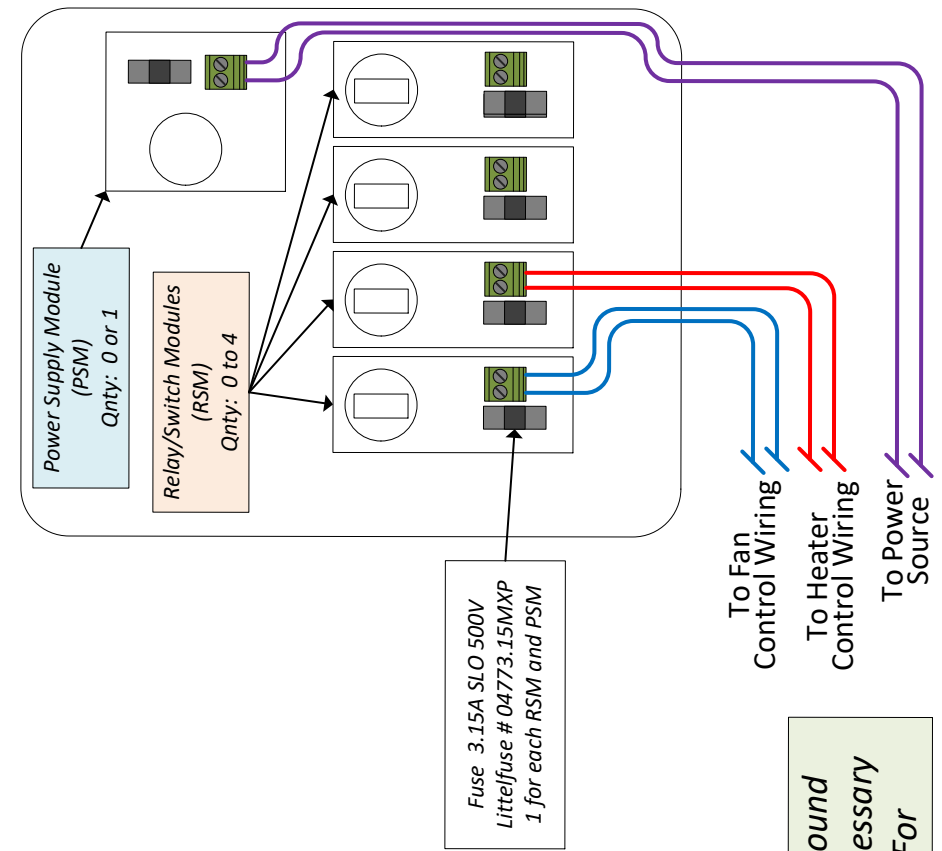 Power Supply Module
(PSM)
Qnty: 0 or 1
Relay/Switch Modules
(RSM)
Qnty: 0 to 4
Fuse 3.15A SLO 500V
Littelfuse # 04773.15MXP
1 for each RSM and PSM
To Fan
Control Wiring
To Heater
Control Wiring
To Power
Source
ound
essary
For